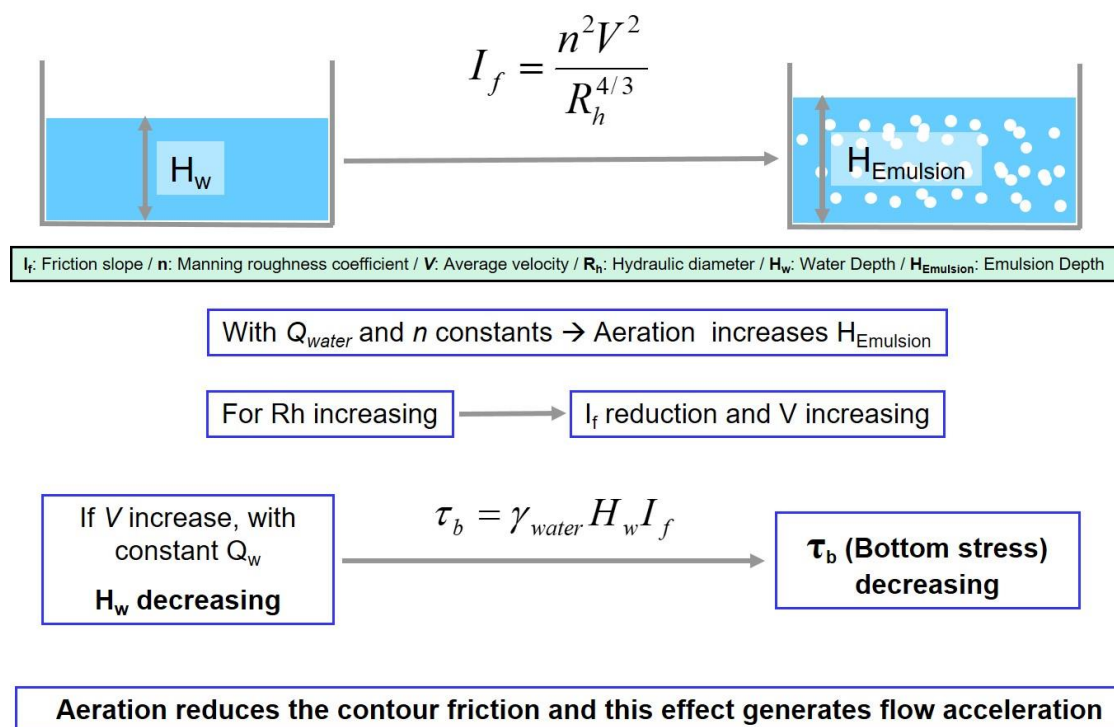 I_f = \frac{n^2 V^2}{R_h^{4/3}}
H_w
H_Emulsion
I_f: Friction slope / n: Manning roughness coefficient / V: Average velocity / R_h: Hydraulic diameter / H_w: Water Depth / H_Emulsion: Emulsion Depth
With Q_water and n constants → Aeration increases H_Emulsion
For Rh increasing
I_f reduction and V increasing
If V increase, with
constant Q_w
H_w decreasing
τ_b = γ_water H_w I_f
τ_b (Bottom stress)
decreasing
Aeration reduces the contour friction and this effect generates flow acceleration